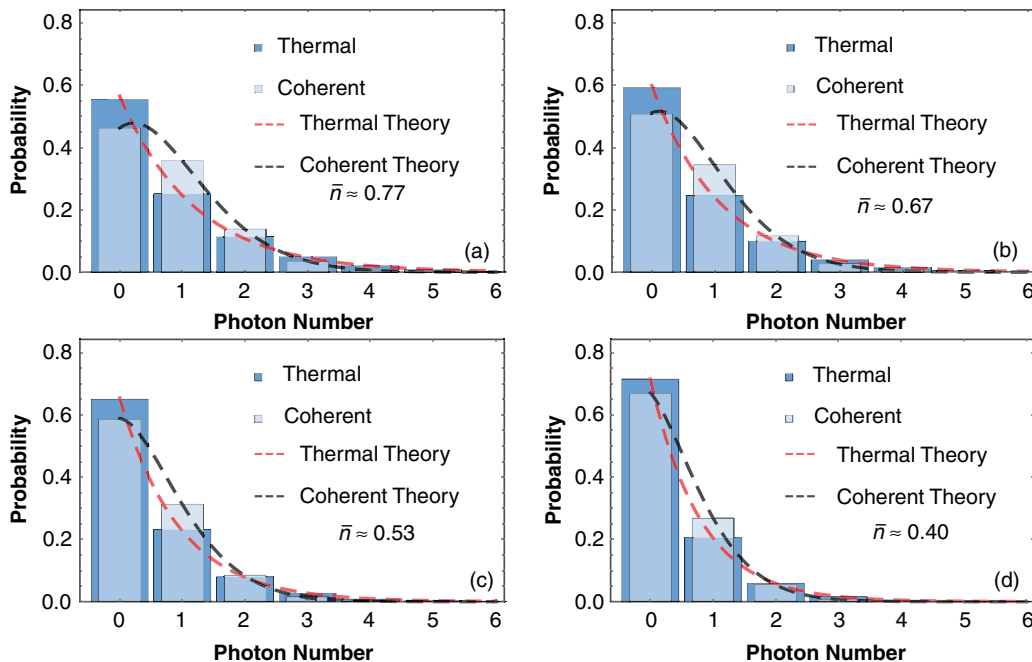 0.8
0.6
0.4
0.2
0.0
Probability
Thermal
Coherent
Thermal Theory
Coherent Theory
n̄ ≈ 0.77
(a)
0 1 2 3 4 5 6
Photon Number
0.8
0.6
0.4
0.2
0.0
Probability
Thermal
Coherent
Thermal Theory
Coherent Theory
n̄ ≈ 0.67
(b)
0 1 2 3 4 5 6
Photon Number
0.8
0.6
0.4
0.2
0.0
Probability
Thermal
Coherent
Thermal Theory
Coherent Theory
n̄ ≈ 0.53
(c)
0 1 2 3 4 5 6
Photon Number
0.8
0.6
0.4
0.2
0.0
Probability
Thermal
Coherent
Thermal Theory
Coherent Theory
n̄ ≈ 0.40
(d)
0 1 2 3 4 5 6
Photon Number